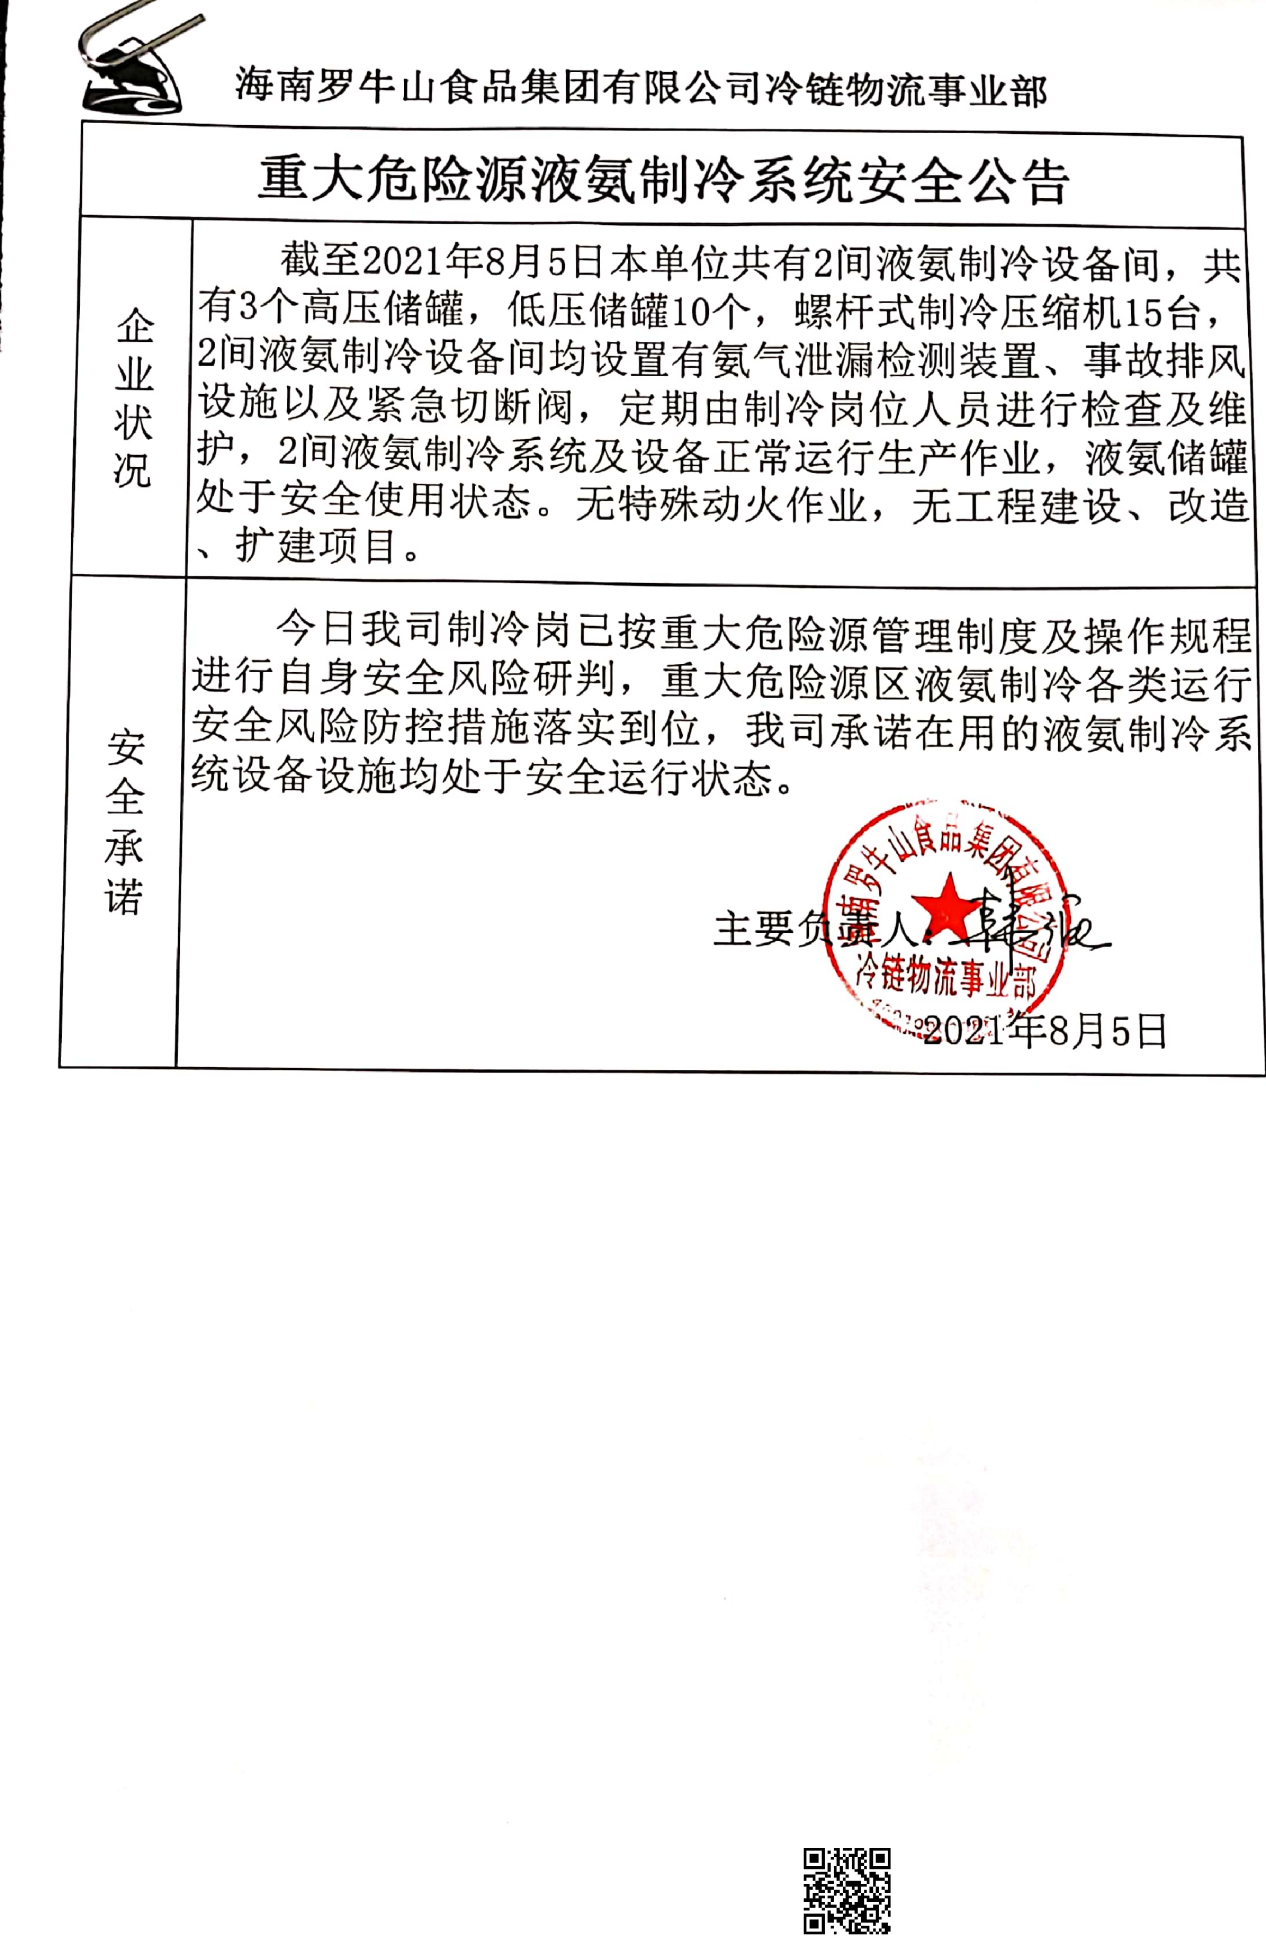 海南罗牛山食品集团有限公司冷链物流事业部
重大危险源液氨制冷系统安全公告
企业状况
截至2021年8月5日本单位共有2间液氨制冷设备间，共
有3个高压储罐，低压储罐10个，螺杆式制冷压缩机15台，
2间液氨制冷设备间均设置有氨气泄漏检测装置、事故排风
设施以及紧急切断阀，定期由制冷岗位人员进行检查及维
护，2间液氨制冷系统及设备正常运行生产作业，液氨储罐
处于安全使用状态。无特殊动火作业，无工程建设、改造
、扩建项目。
安全承诺
今日我司制冷岗已按重大危险源管理制度及操作规程
进行自身安全风险研判，重大危险源区液氨制冷各类运行
安全风险防控措施落实到位，我司承诺在用的液氨制冷系
统设备设施均处于安全运行状态。
海南罗牛山食品集团有限公司
主要负责人：
冷链物流事业部
2021年8月5日